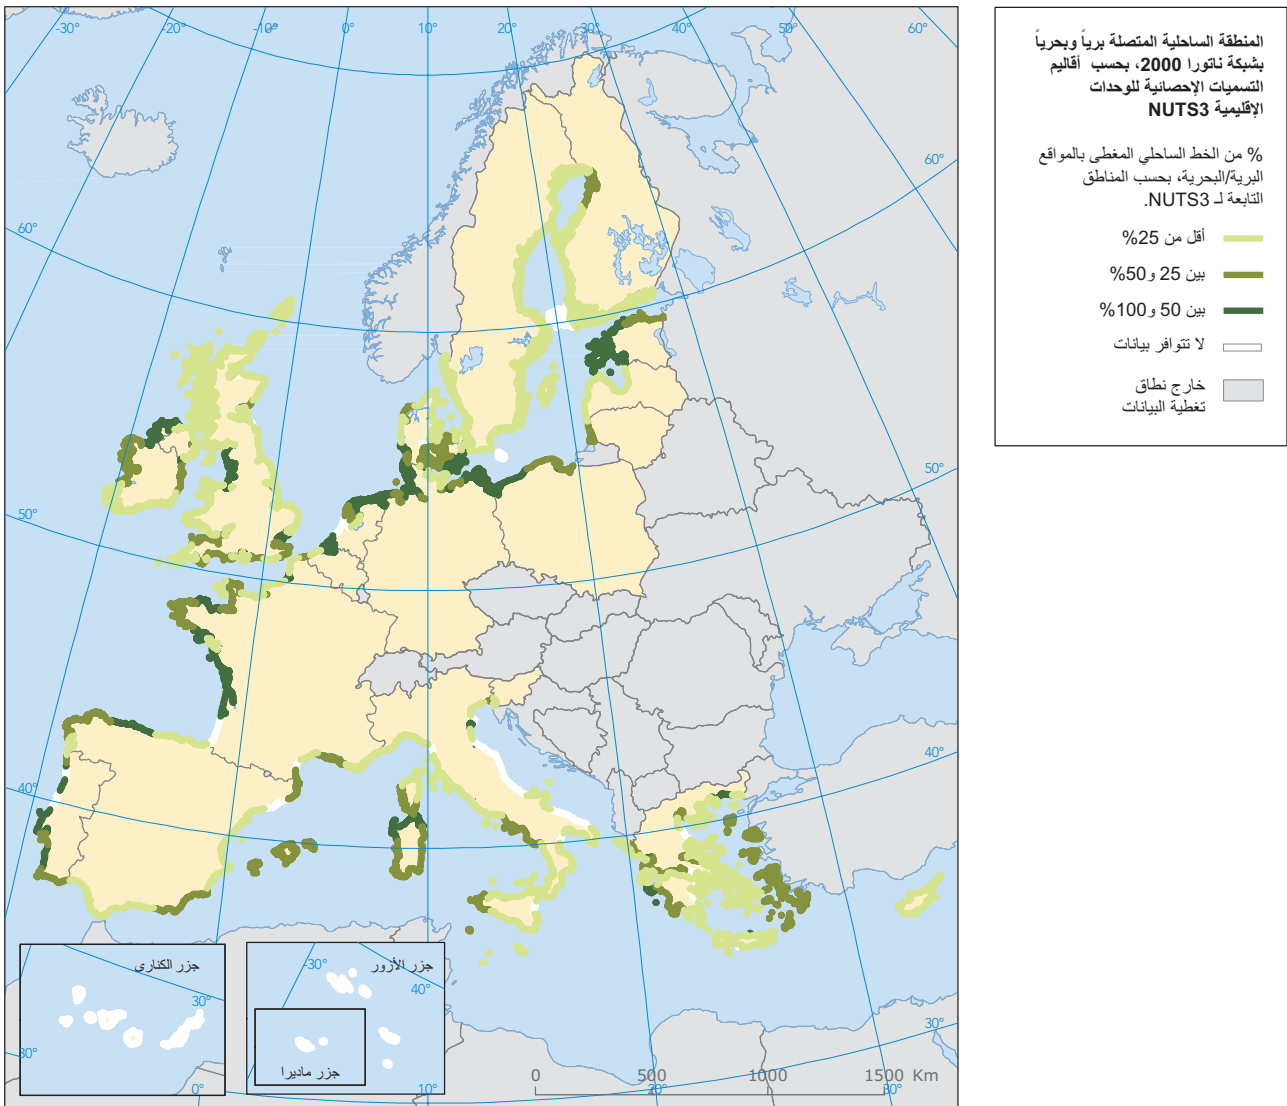 -30°
-20°
-10°
0°
10°
20°
30°
40°
50°
60°
60°
60°
50°
50°
40°
40°
30°
30°
0°
10°
20°
30°
المنطقة الساحلية المتصلة برياً وبحرياً
بشبكة ناتورا 2000، بحسب أقاليم
التسميات الإحصائية للوحدات
الإقليمية NUTS3
% من الخط الساحلي المغطى بالمواقع
البرية/البحرية، بحسب المناطق
التابعة لـ NUTS3.
أقل من 25%
بين 25 و50%
بين 50 و100%
لا تتوافر بيانات
خارج نطاق
تغطية البيانات
جزر الكناري
30°
جزر الأزور
-30°
40°
جزر ماديرا
0 500 1000 1500 Km